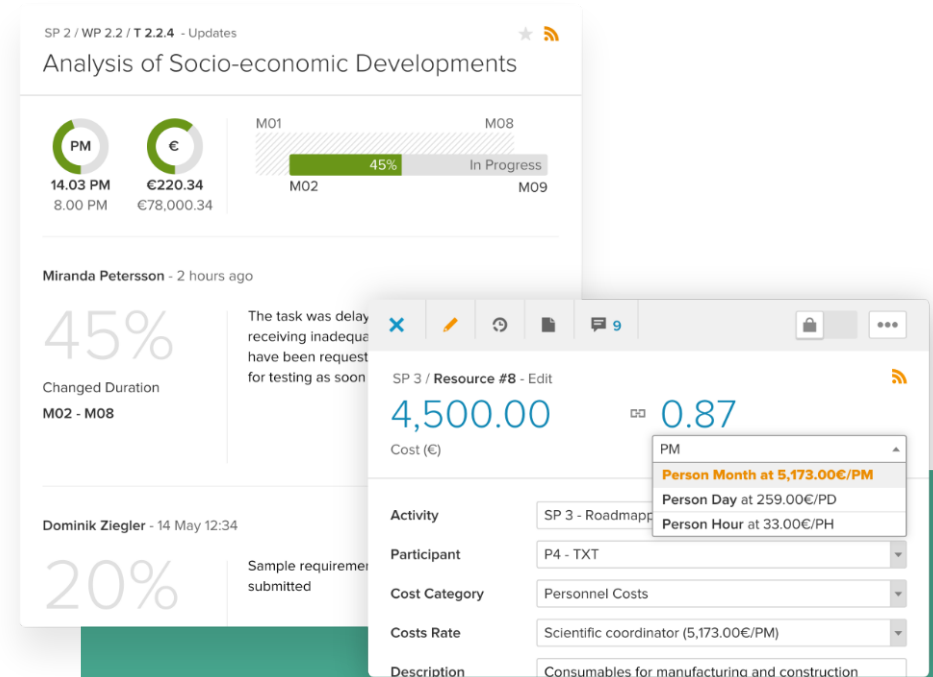 SP 2 / WP 2.2 / T 2.2.4 - Updates
Analysis of Socio-economic Developments
PM
€
14.03 PM
€220.34
8.00 PM
€78,000.34
M01
M08
45%
In Progress
M02
M09
Miranda Petersson - 2 hours ago
45%
Changed Duration
M02 - M08
The task was delay
receiving inadequa
have been request
for testing as soon
Dominik Ziegler - 14 May 12:34
20%
Sample requireme
submitted
9
SP 3 / Resource #8 - Edit
4,500.00
0.87
Cost (€)
PM
Person Month at 5,173.00€/PM
Person Day at 259.00€/PD
Person Hour at 33.00€/PH
Activity
SP 3 - Roadmapp
Participant
P4 - TXT
Cost Category
Personnel Costs
Costs Rate
Scientific coordinator (5,173.00€/PM)
Description
Consumables for manufacturing and construction